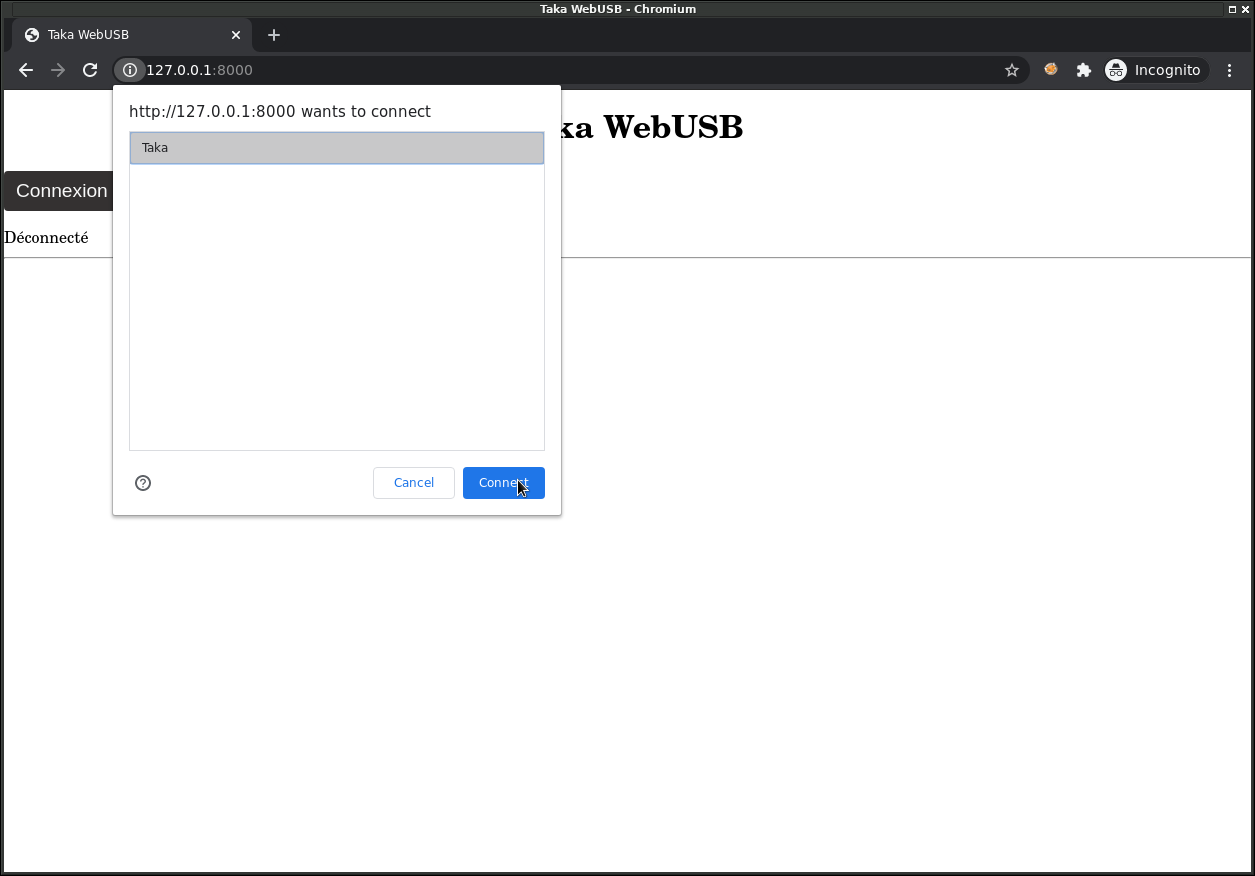 Taka WebUSB - Chromium
Taka WebUSB
127.0.0.1:8000
Incognito
http://127.0.0.1:8000 wants to connect
ka WebUSB
Taka
Connexion
Déconnecté
Cancel
Connect